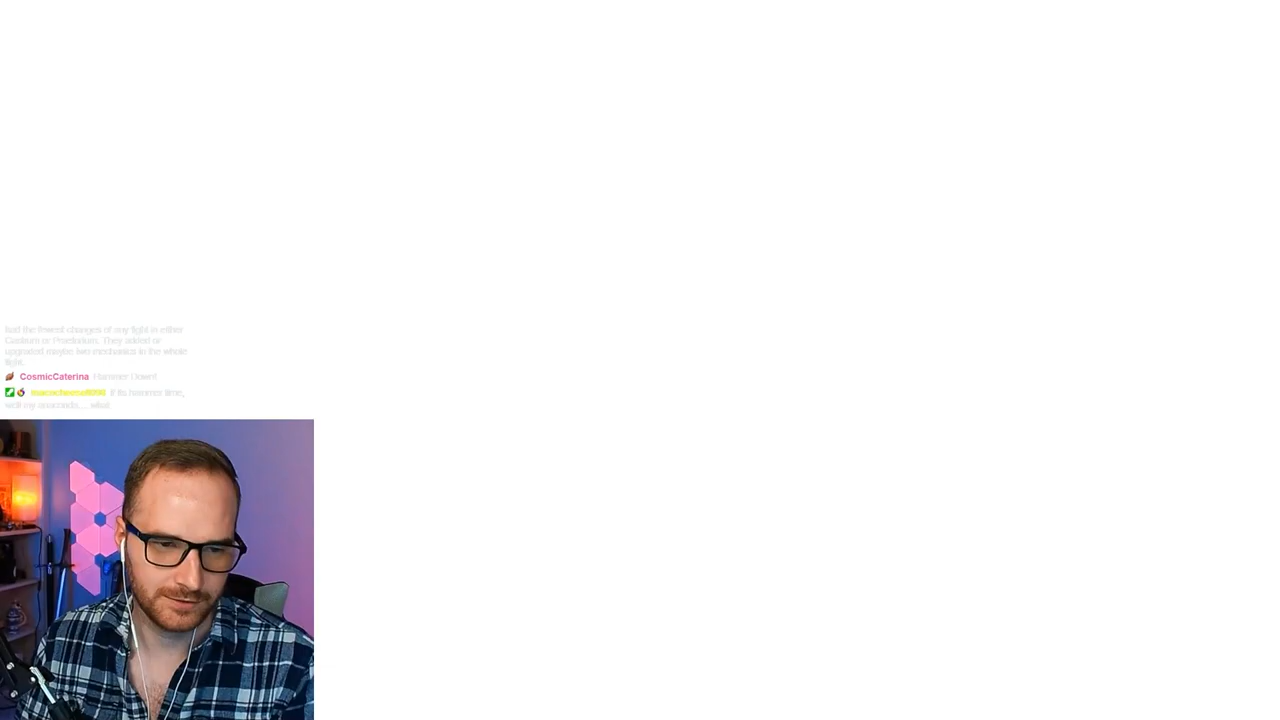 had the fewest changes of any fight in either
Castrum or Praetorium. They added or
upgraded maybe two mechanics in the whole
fight.
CosmicCaterina Hammer Down!
If its hammer time,
well my anaconda.... what